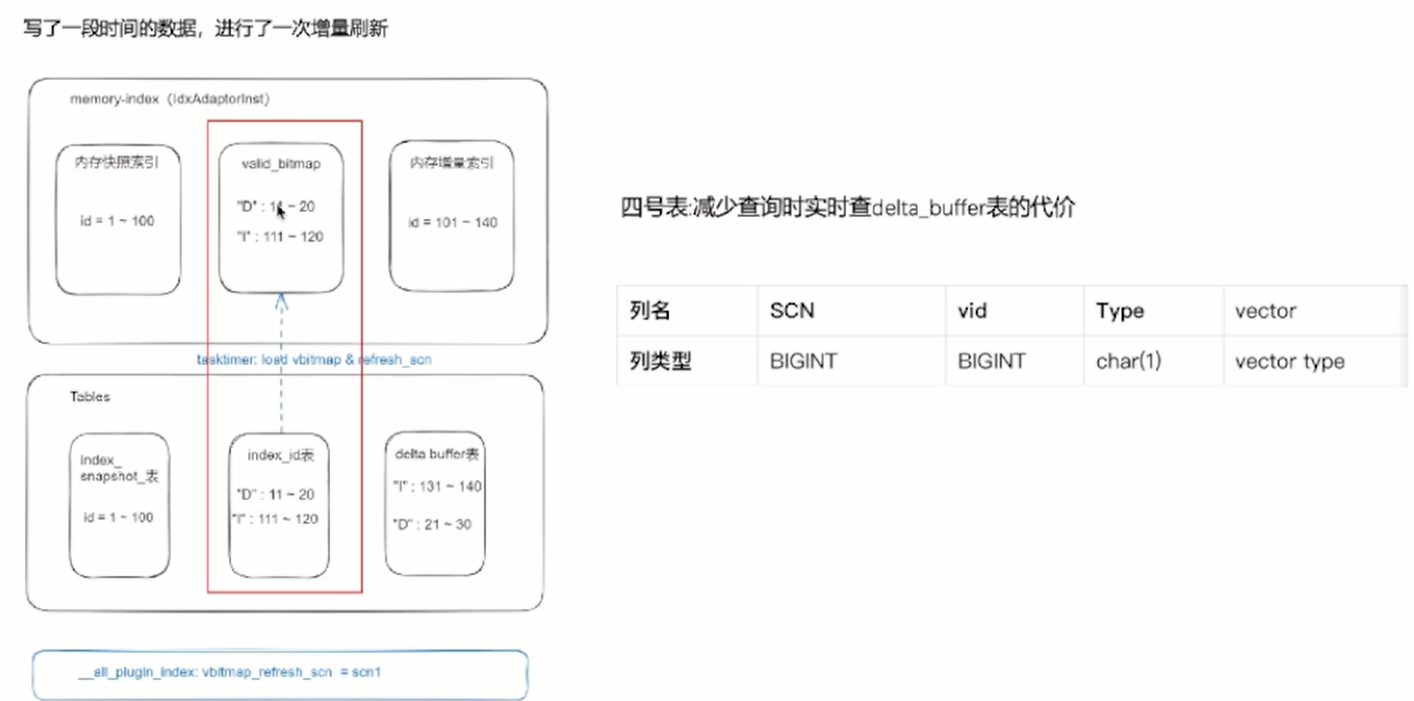 写了一段时间的数据，进行了一次增量刷新
memory-index（IdxAdaptorInst）
内存快照索引
id = 1 ~ 100
valid_bitmap
"D" : 11 ~ 20
"I" : 111 ~ 120
内存增量索引
id = 101 ~ 140
tasktimer: load vbitmap & refresh_scn
Tables
index_
snapshot_表
id = 1 ~ 100
index_id表
"D" : 11 ~ 20
"I" : 111 ~ 120
delta buffer表
"I" : 131 ~ 140
"D" : 21 ~ 30
__all_plugin_index: vbitmap_refresh_scn = scn1
四号表:减少查询时实时查delta_buffer表的代价
列名 SCN vid Type vector
列类型 BIGINT BIGINT char(1) vector type